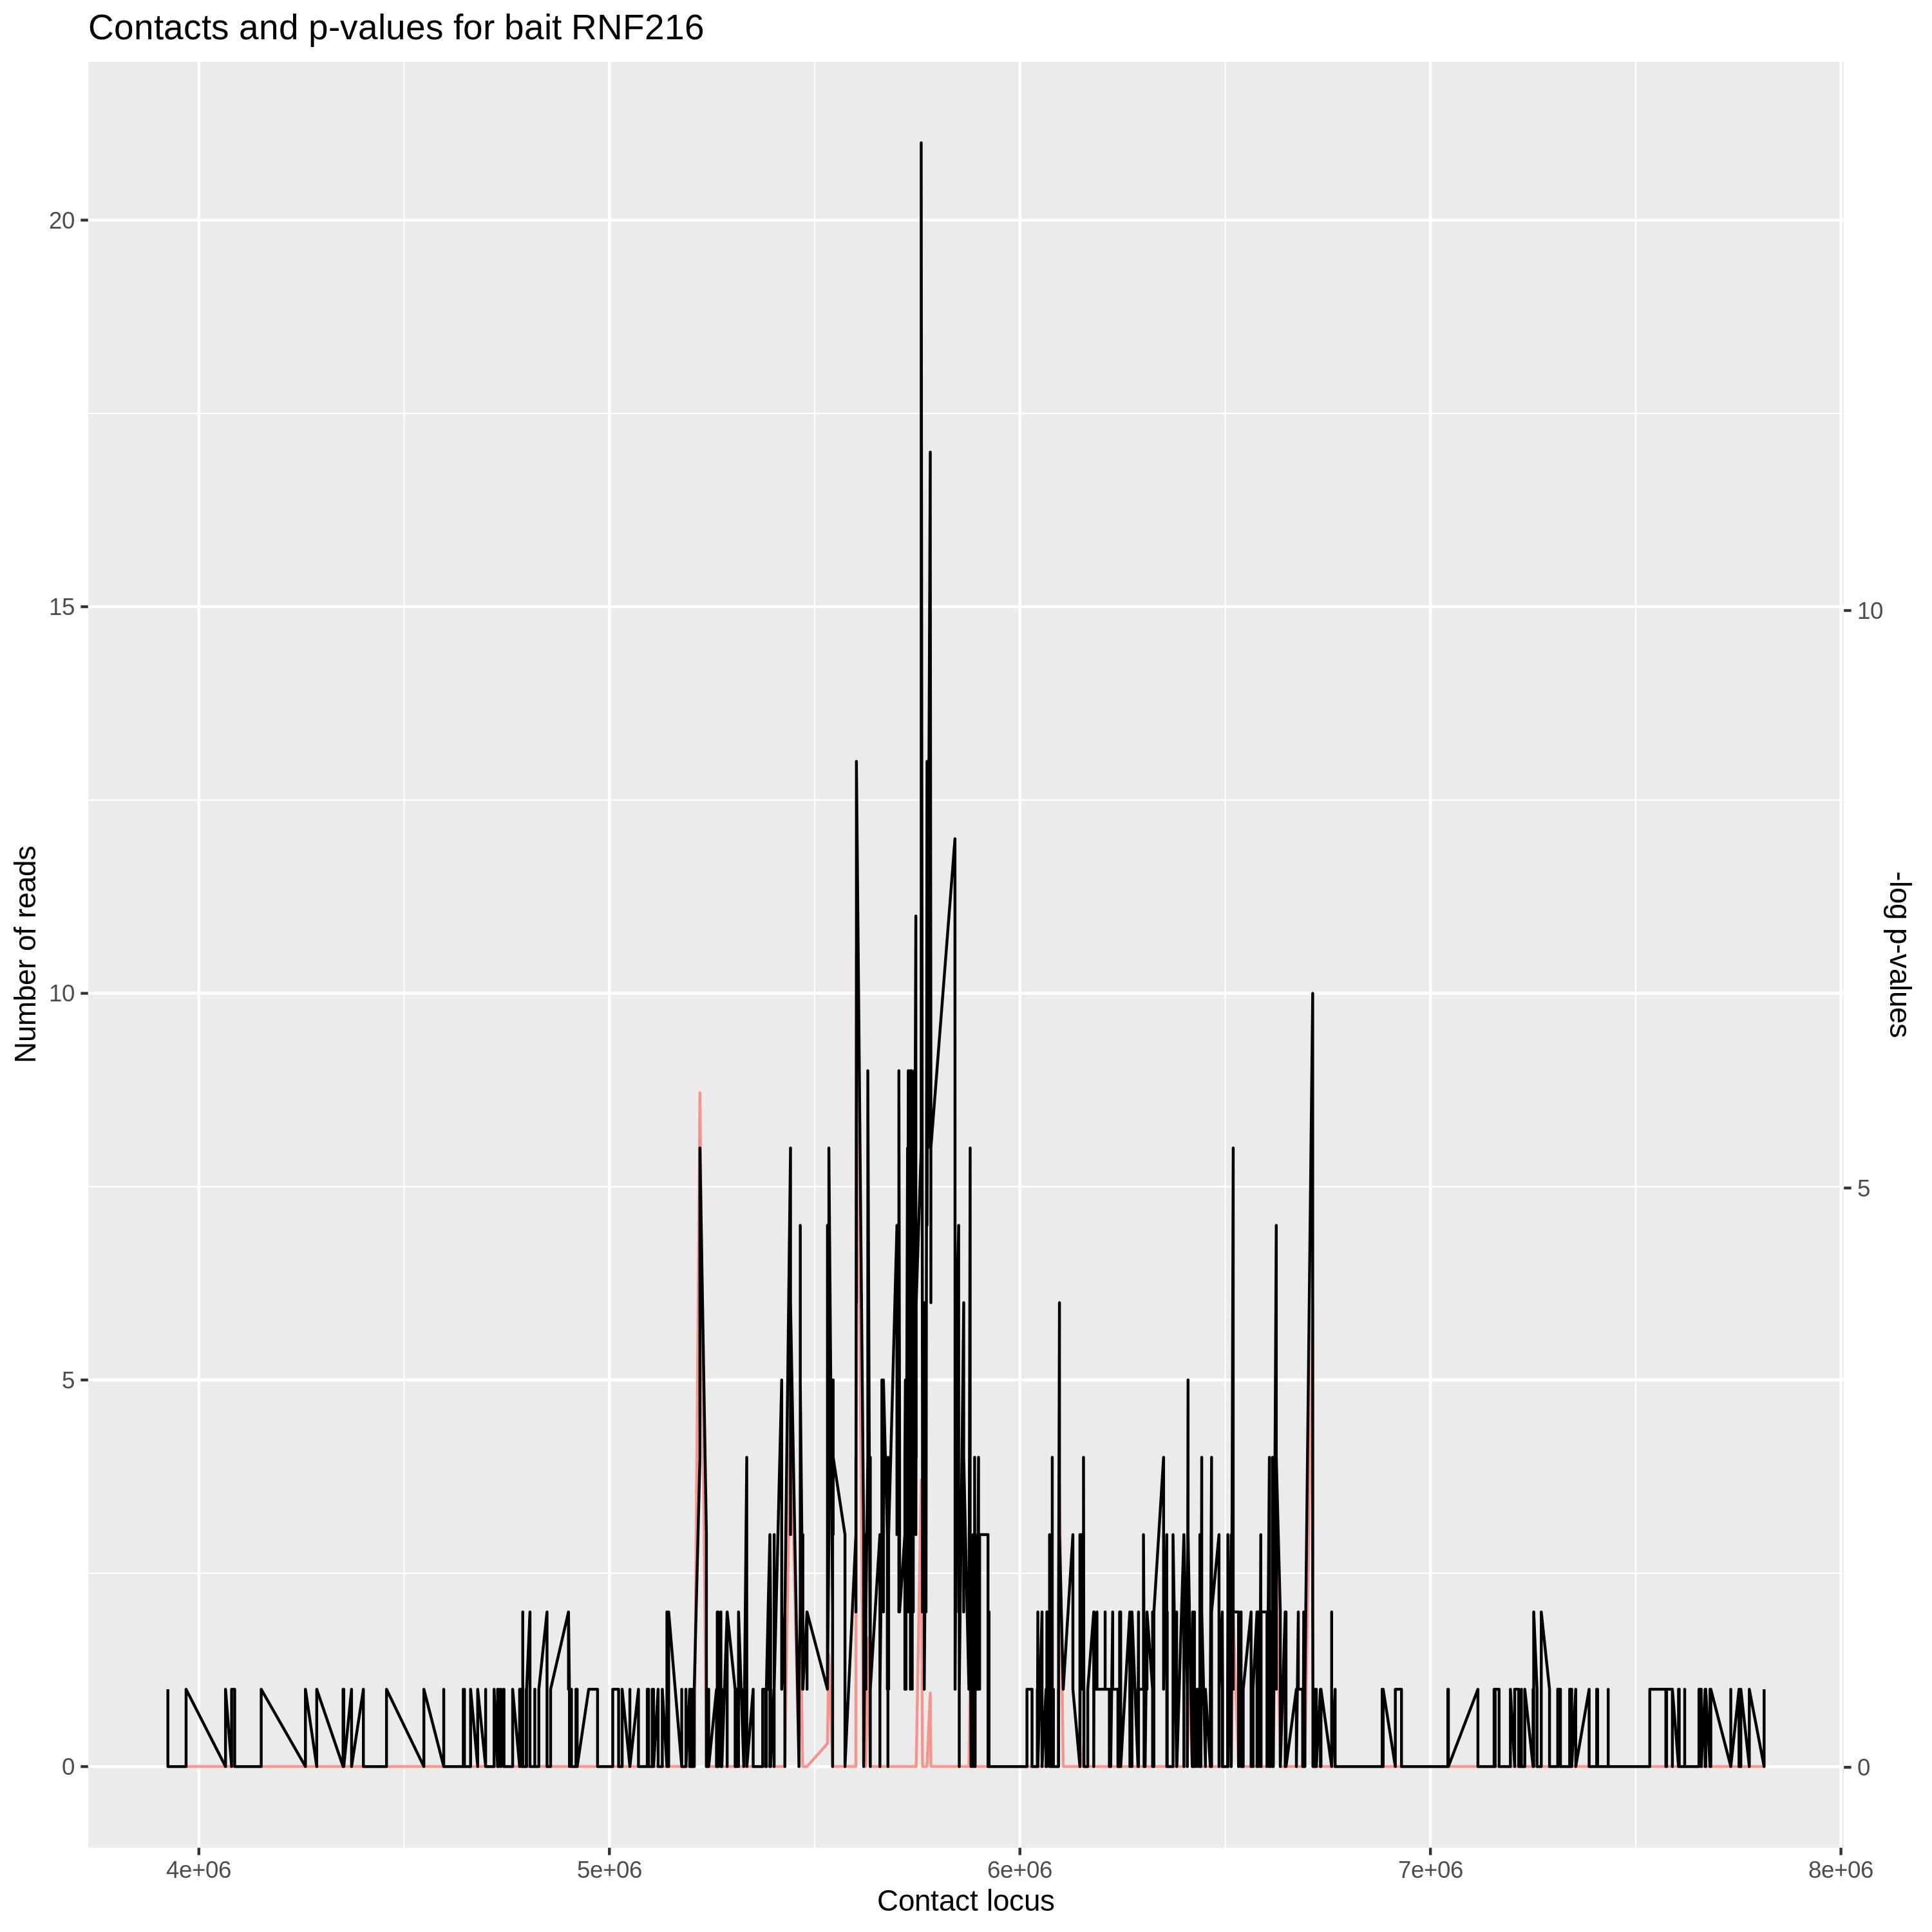 Contacts and p-values for bait RNF216
20
15
10
5
0
Number of reads
10
5
0
-log p-values
4e+06 5e+06 6e+06 7e+06 8e+06
Contact locus